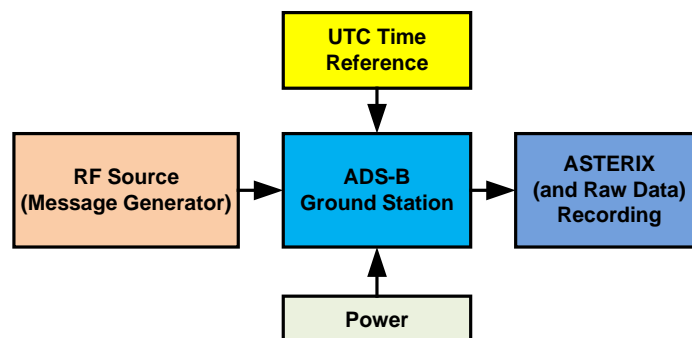 UTC Time
Reference
RF Source
(Message Generator)
ADS-B
Ground Station
ASTERIX
(and Raw Data)
Recording
Power